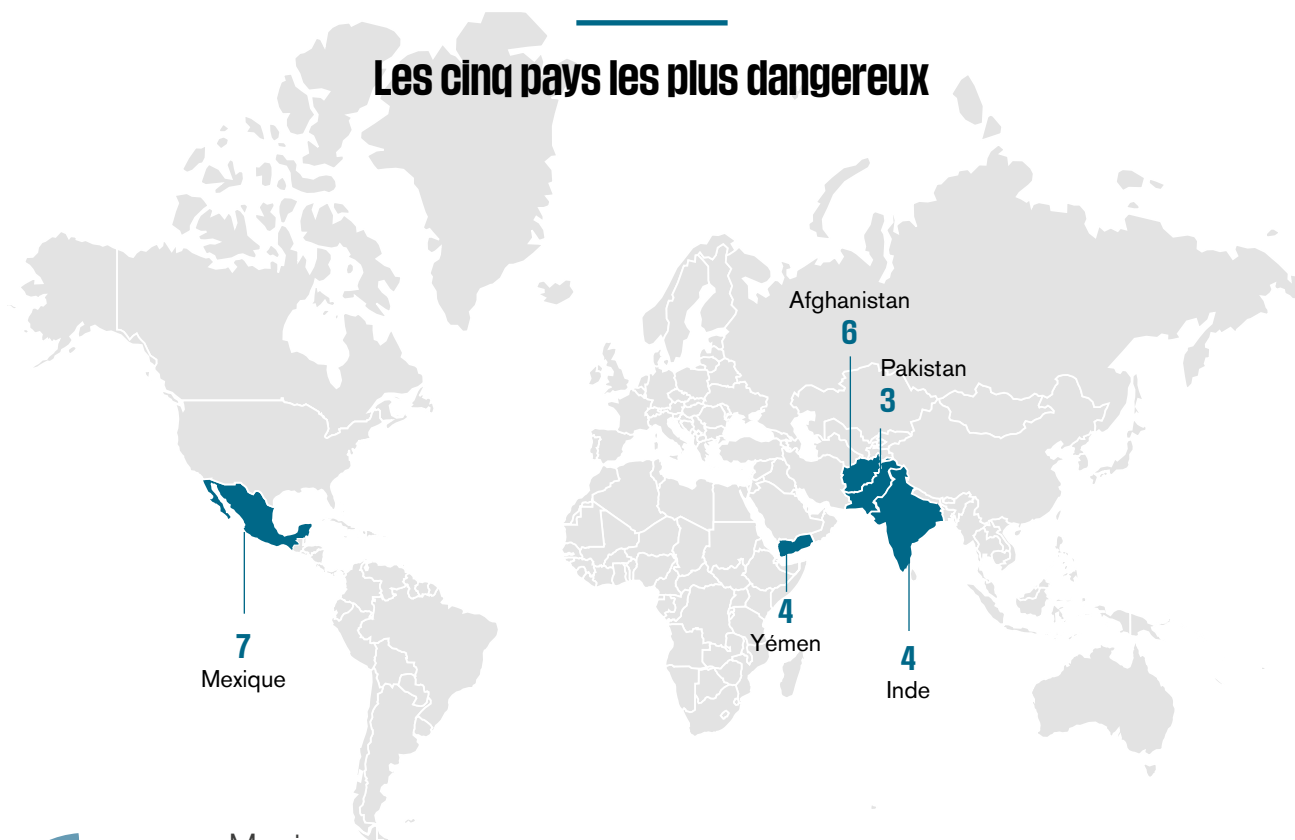 Les cinq pays les plus dangereux
Afghanistan
6
Pakistan
3
7
Mexique
4
Yémen
4
Inde